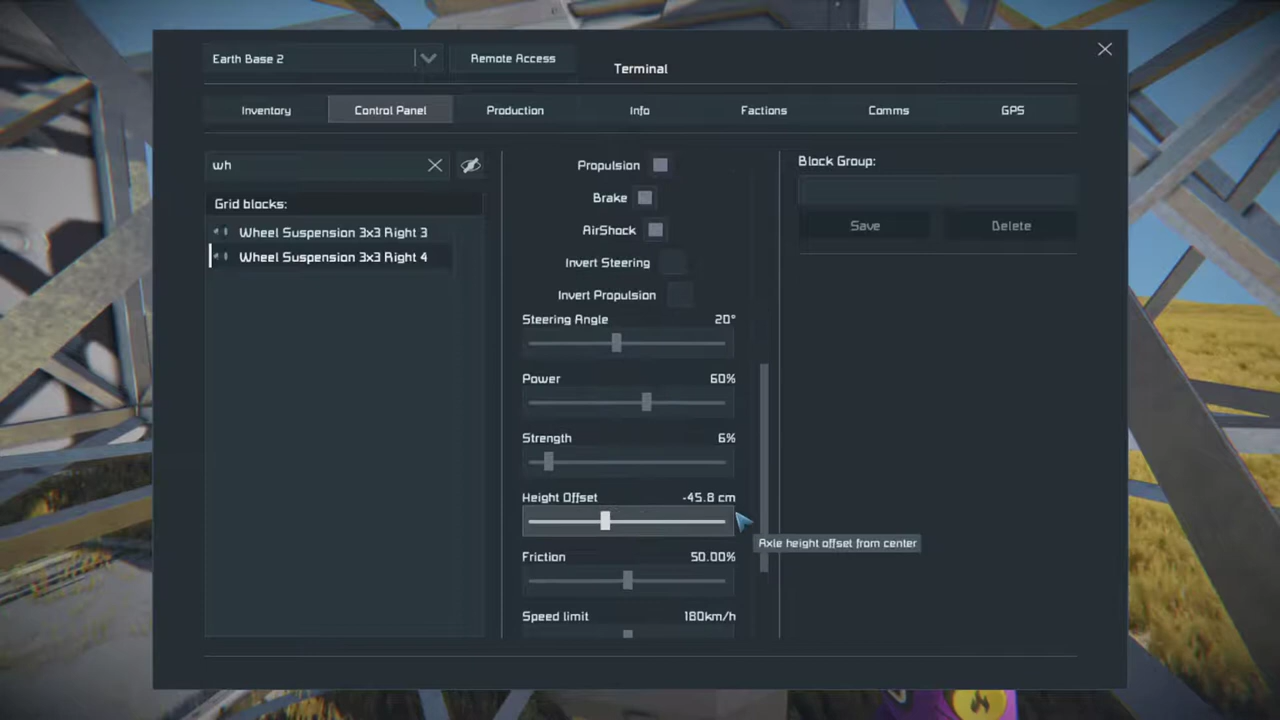 Earth Base 2
Remote Access
Terminal
Inventory
Control Panel
Production
Info
Factions
Comms
GPS
wh
Grid blocks:
Wheel Suspension 3x3 Right 3
Wheel Suspension 3x3 Right 4
Propulsion
Brake
AirShock
Invert Steering
Invert Propulsion
Steering Angle 20°
Power 60%
Strength 6%
Height Offset -45.8 cm
Axle height offset from center
Friction 50.00%
Speed limit 180km/h
Block Group:
Save
Delete